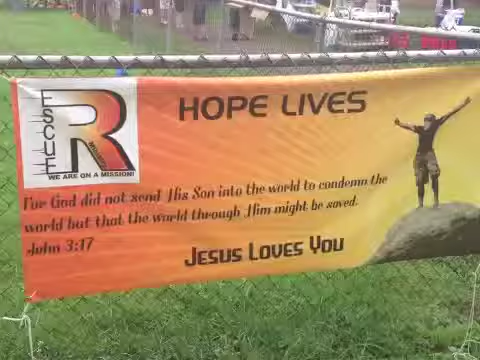 HOPE LIVES
RESCUE
MISSION
WE ARE ON A MISSION!
For God did not send His Son into the world to condemn the
world but that the world through Him might be saved.
John 3:17
JESUS LOVES YOU